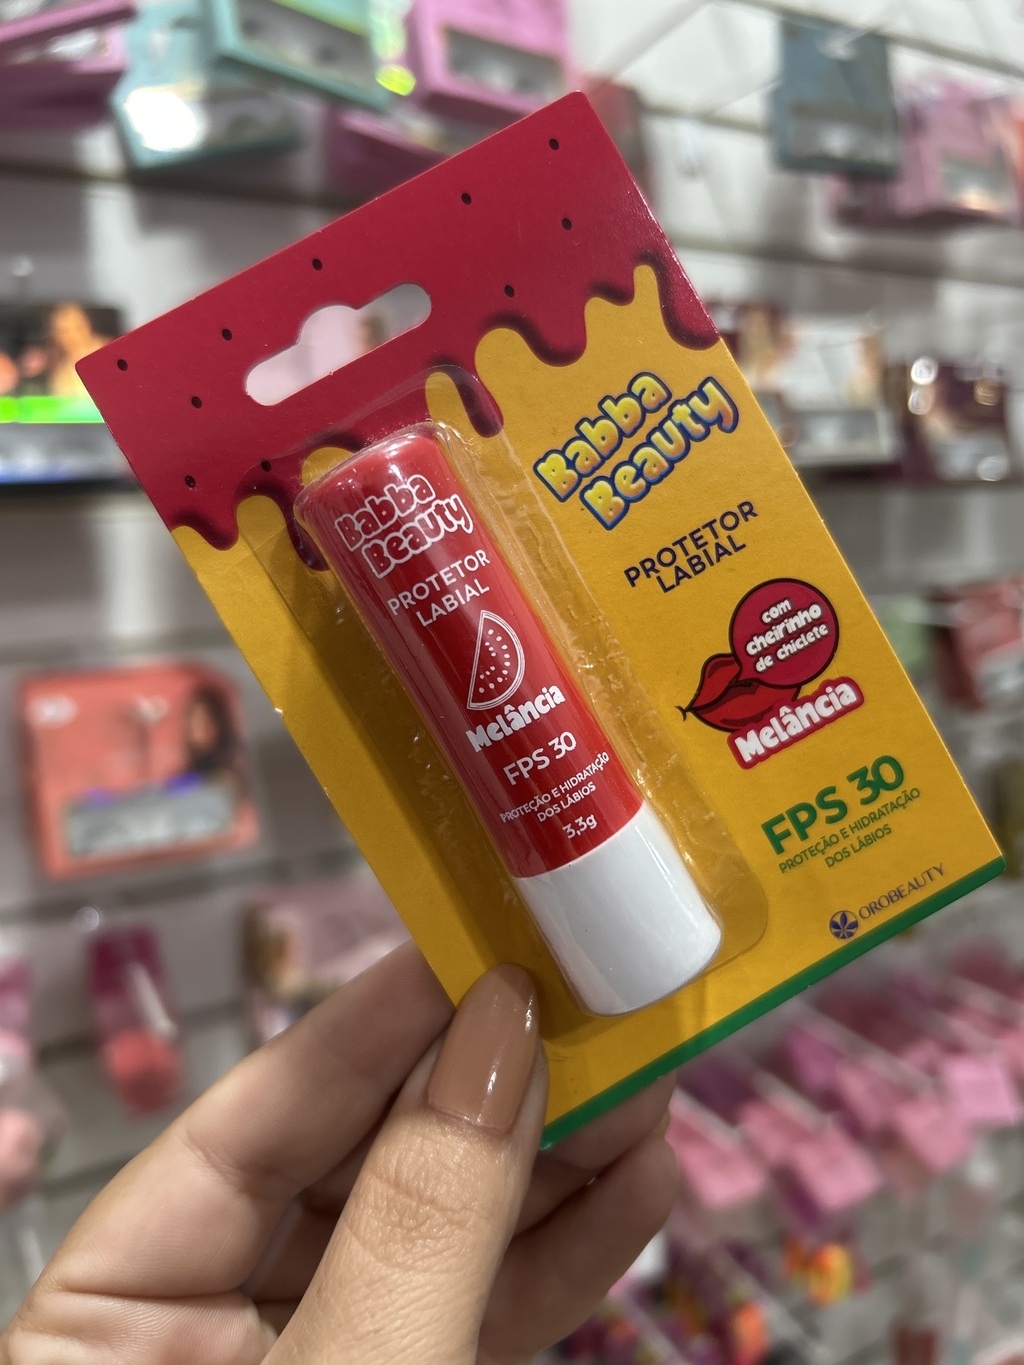 Babba
Beauty
PROTETOR
LABIAL
Melância
FPS 30
PROTEÇÃO E HIDRATAÇÃO
DOS LÁBIOS
3,3g
Babba
Beauty
PROTETOR
LABIAL
com
cheirinho
de chiclete
Melância
FPS 30
PROTEÇÃO E HIDRATAÇÃO
DOS LÁBIOS
OROBEAUTY